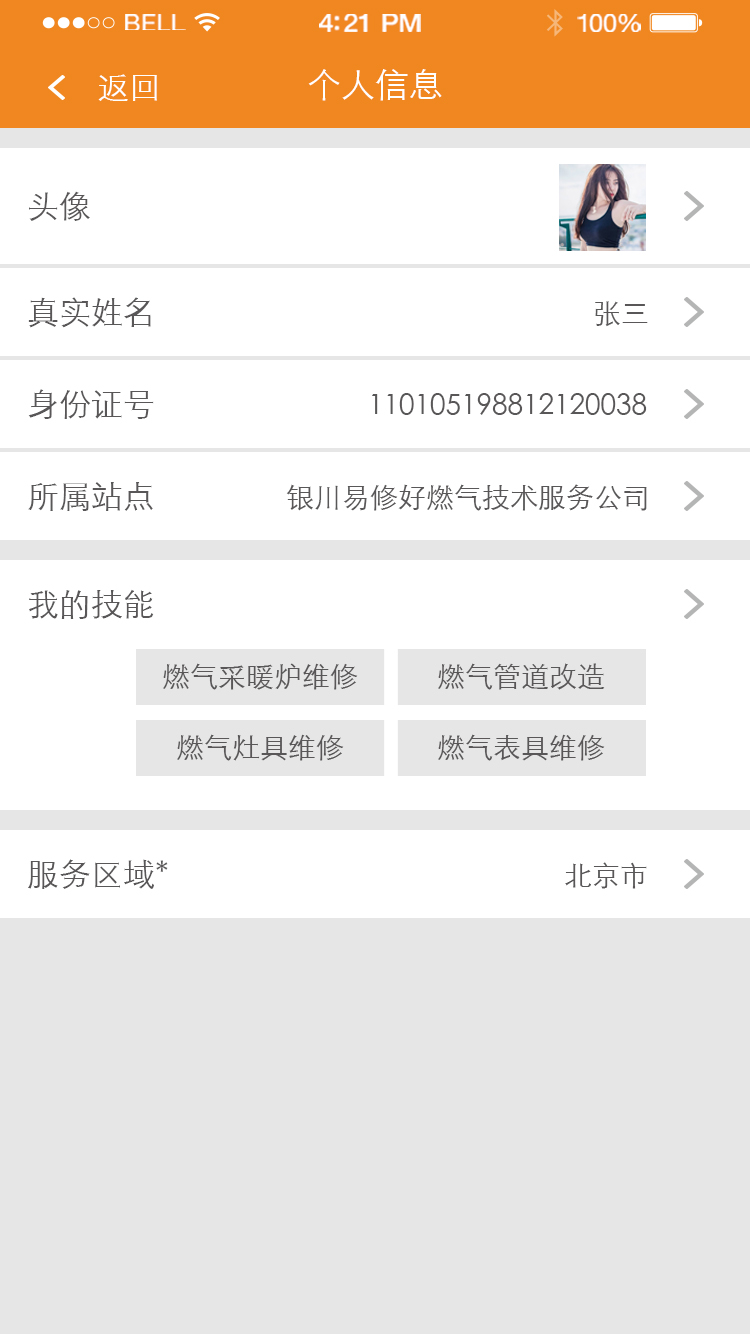 BELL 4:21 PM 100%
返回 个人信息
头像
真实姓名 张三
身份证号 110105198812120038
所属站点 银川易修好燃气技术服务公司
我的技能
燃气采暖炉维修 燃气管道改造
燃气灶具维修 燃气表具维修
服务区域* 北京市